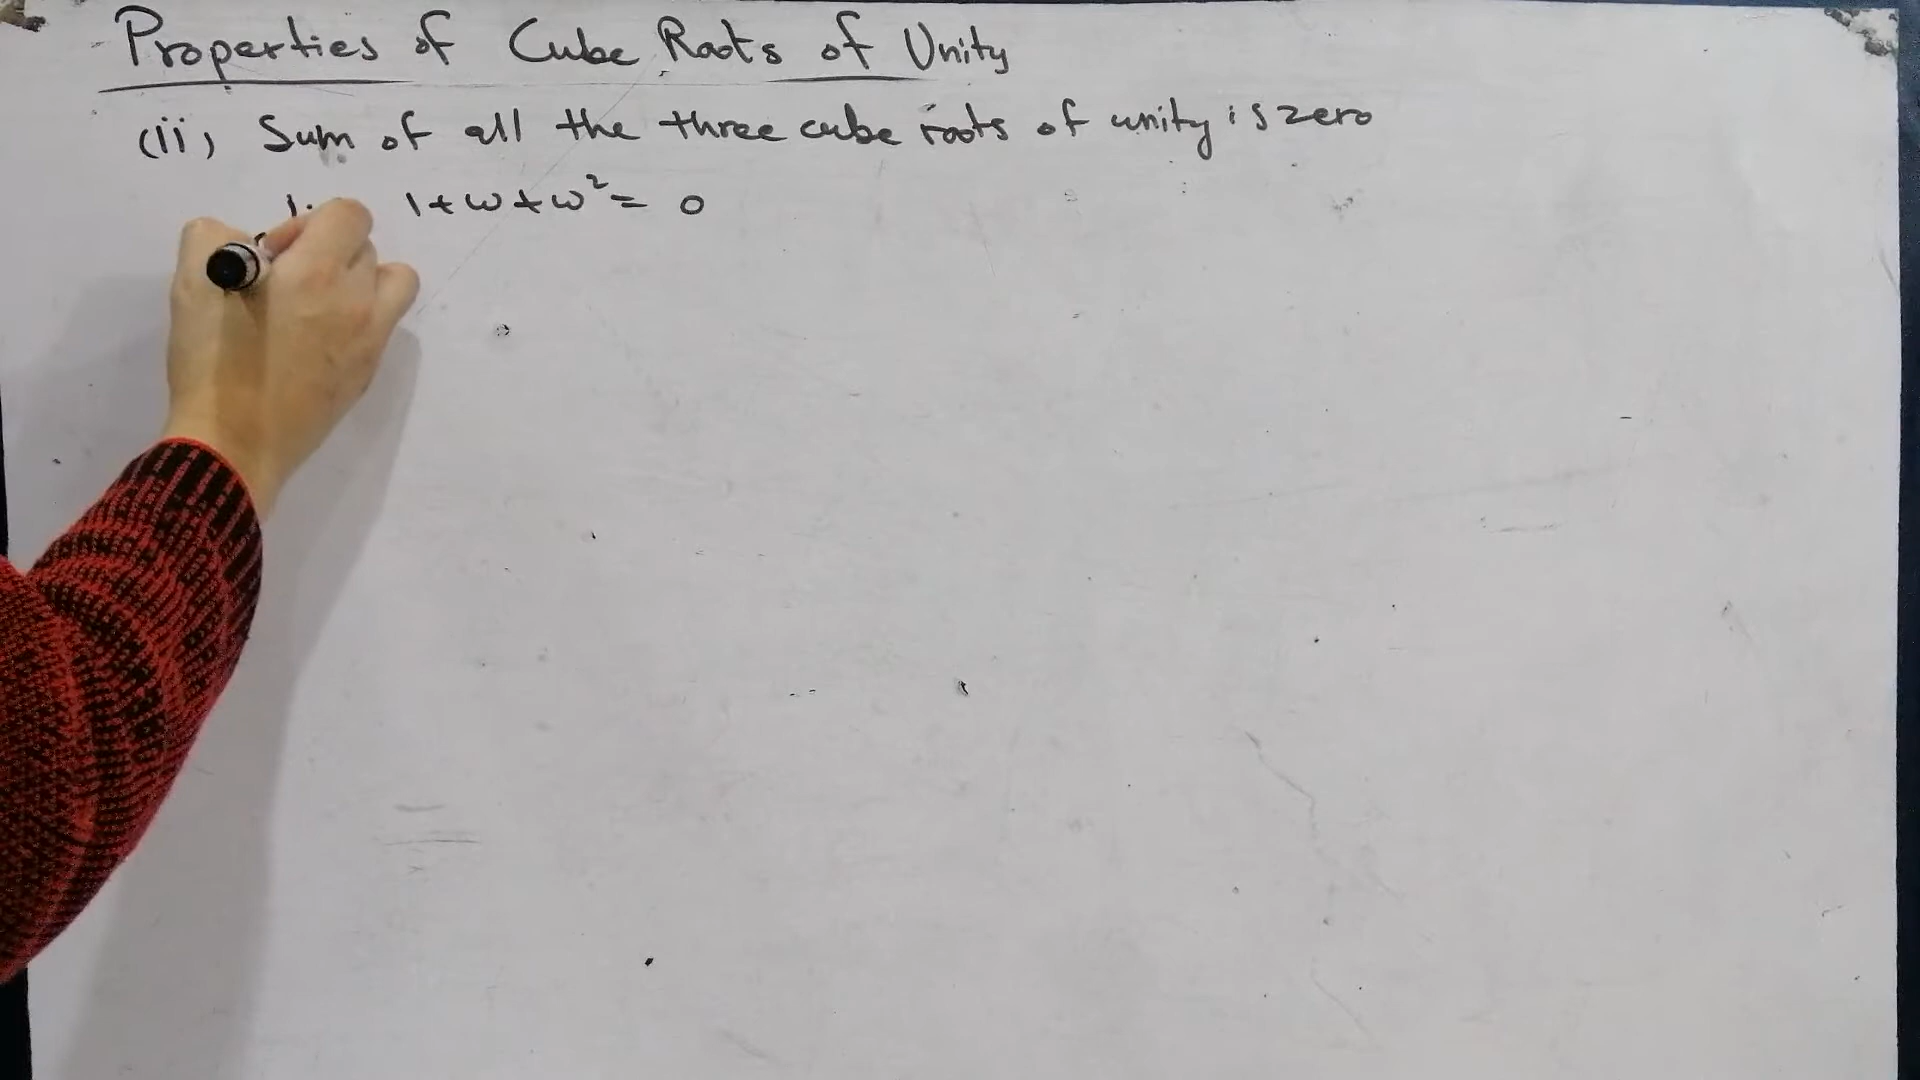 Properties of Cube Roots of Unity
(ii) Sum of all the three cube roots of unity is zero
1+ω+ω²= 0